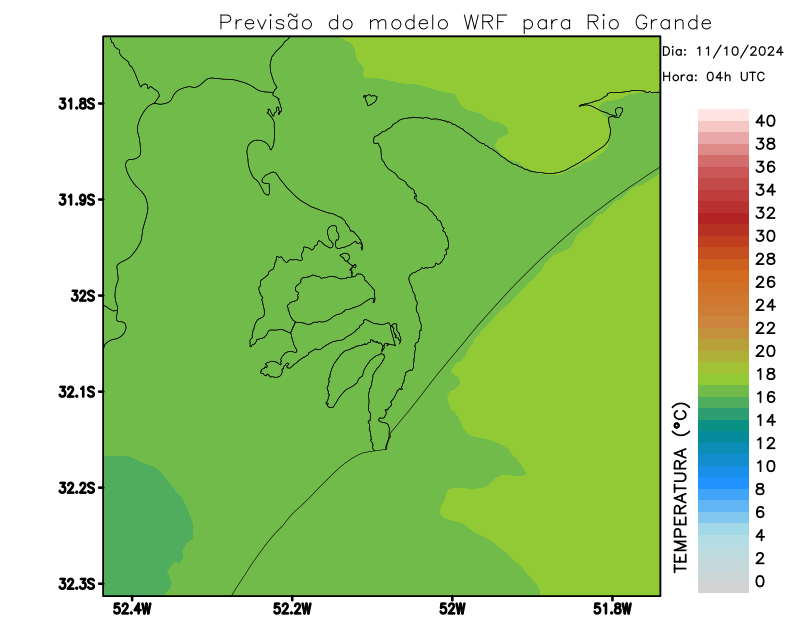 Previsão do modelo WRF para Rio Grande
Dia: 11/10/2024
Hora: 04h UTC
31.8S
31.9S
32S
32.1S
32.2S
32.3S
52.4W
52.2W
52W
51.8W
TEMPERATURA (°C)
40
38
36
34
32
30
28
26
24
22
20
18
16
14
12
10
8
6
4
2
0